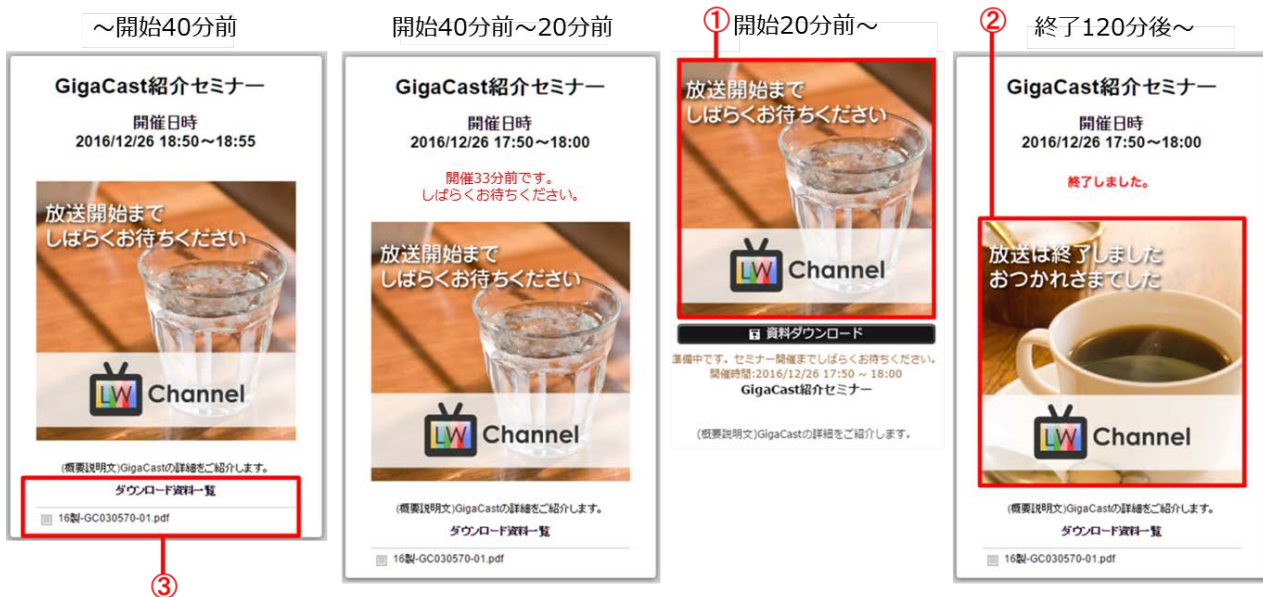 ～開始40分前
GigaCast紹介セミナー
開催日時
2016/12/26 18:50～18:55
放送開始まで
しばらくお待ちください
LW Channel
(概要説明文)GigaCastの詳細をご紹介します。
ダウンロード資料一覧
16製-GC030570-01.pdf
③
開始40分前～20分前
GigaCast紹介セミナー
開催日時
2016/12/26 17:50～18:00
開催33分前です。
しばらくお待ちください。
放送開始まで
しばらくお待ちください
LW Channel
(概要説明文)GigaCastの詳細をご紹介します。
ダウンロード資料一覧
16製-GC030570-01.pdf
①
開始20分前～
放送開始まで
しばらくお待ちください
LW Channel
資料ダウンロード
準備中です。セミナー開催までしばらくお待ちください。
開催時間:2016/12/26 17:50 ~ 18:00
GigaCast紹介セミナー
(概要説明文)GigaCastの詳細をご紹介します。
②
終了120分後～
GigaCast紹介セミナー
開催日時
2016/12/26 17:50～18:00
終了しました。
放送は終了しました
おつかれさまでした
LW Channel
(概要説明文)GigaCastの詳細をご紹介します。
ダウンロード資料一覧
16製-GC030570-01.pdf